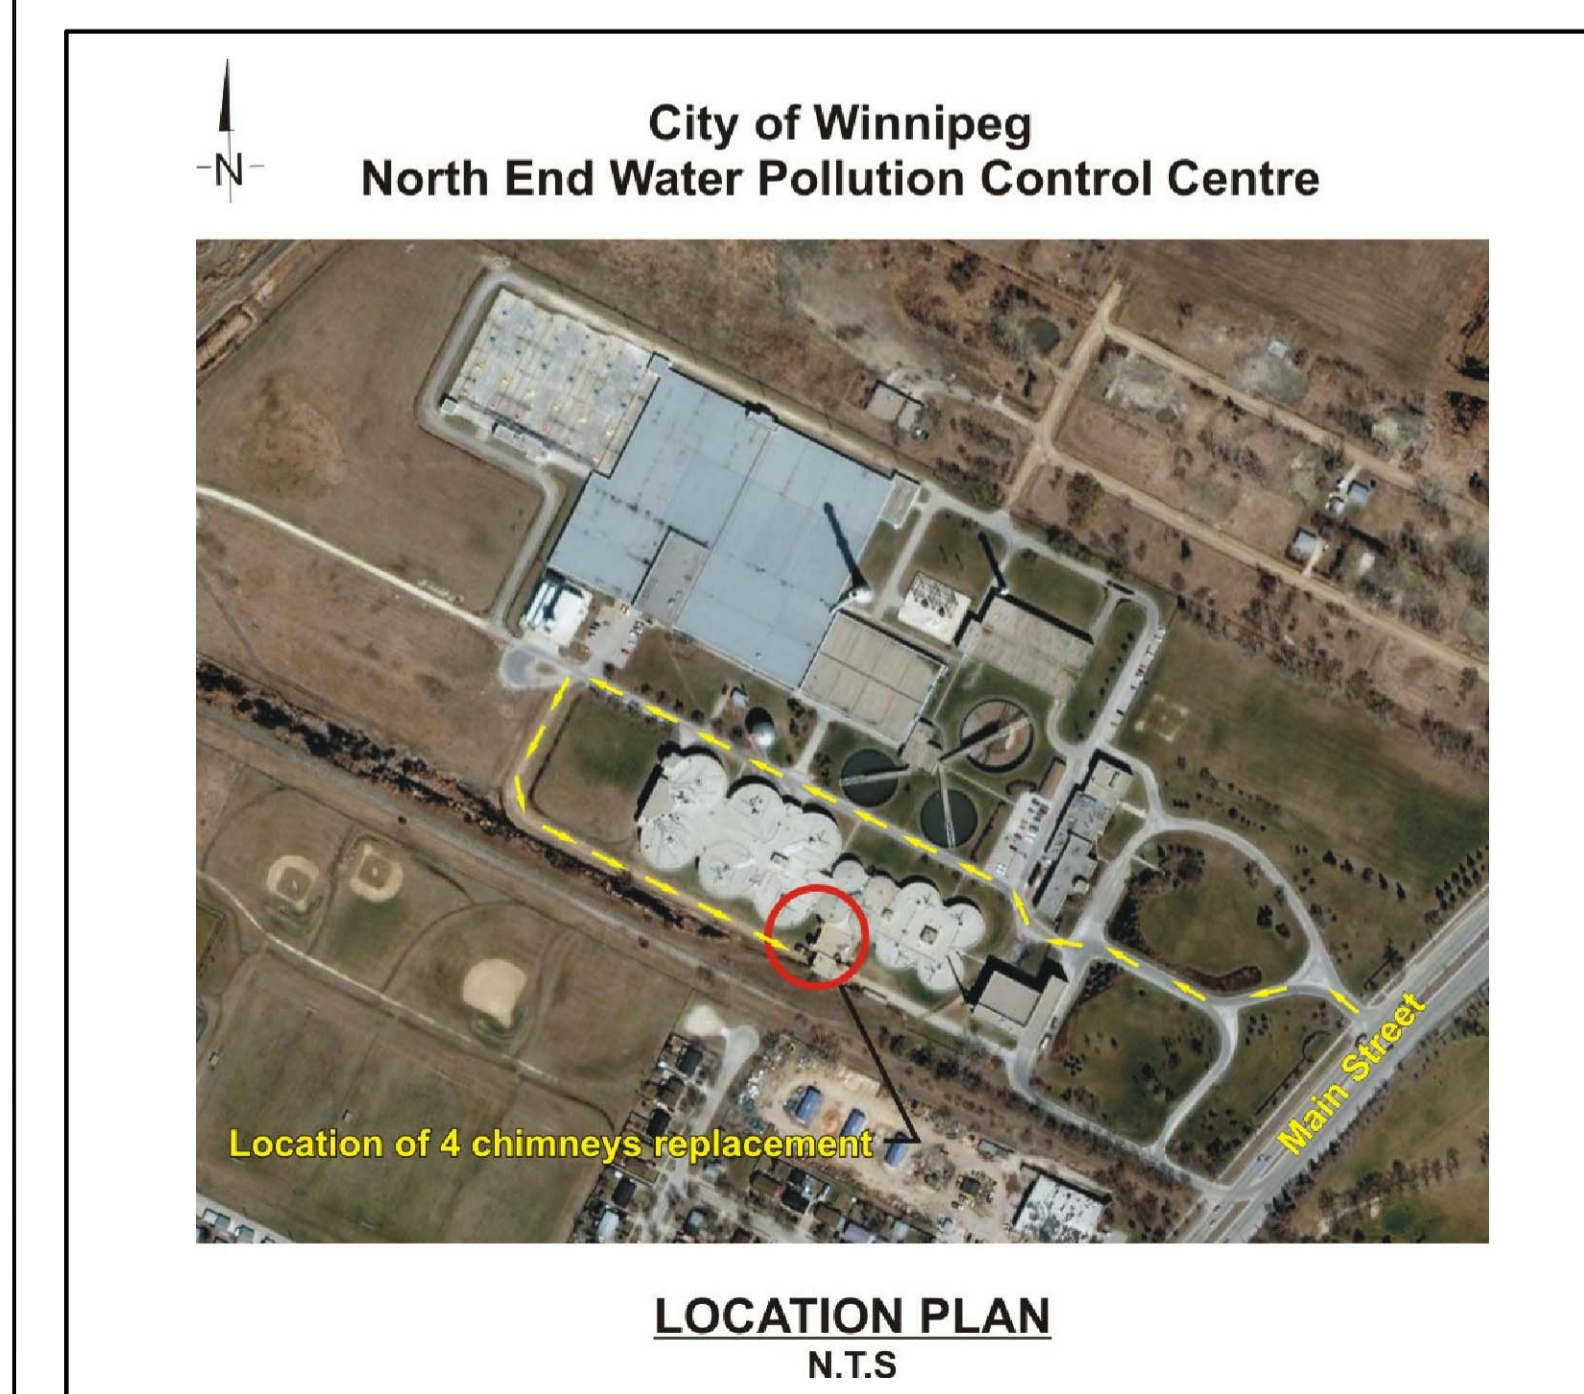 N
City of Winnipeg
North End Water Pollution Control Centre
Main Street
Location of 4 chimneys replacement
LOCATION PLAN
N.T.S